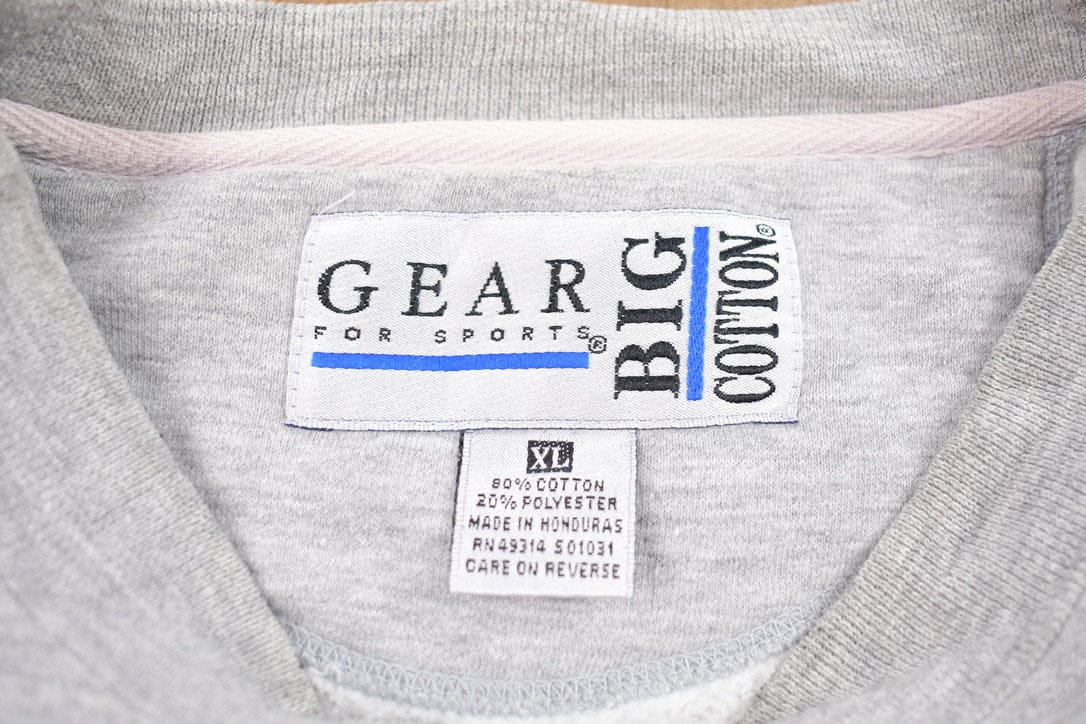 GEAR
FOR SPORTS®
BIG
COTTON®
XL
80% COTTON
20% POLYESTER
MADE IN HONDURAS
RN49314 S01031
CARE ON REVERSE